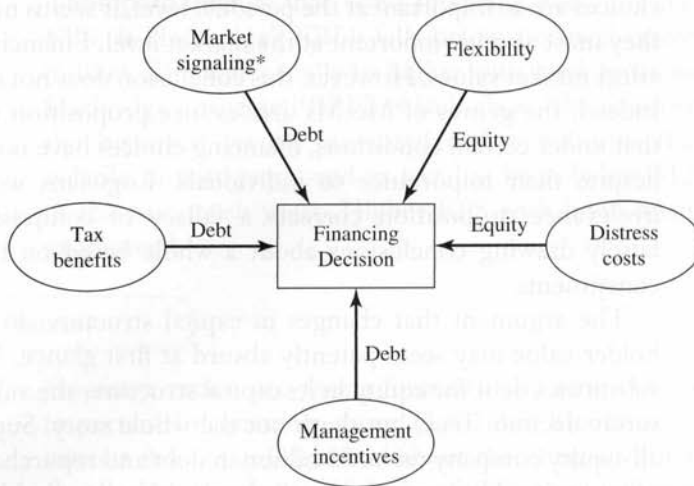 Market
signaling*
Flexibility
Debt
Equity
Tax
benefits
Debt
Financing
Decision
Equity
Distress
costs
Debt
Management
incentives